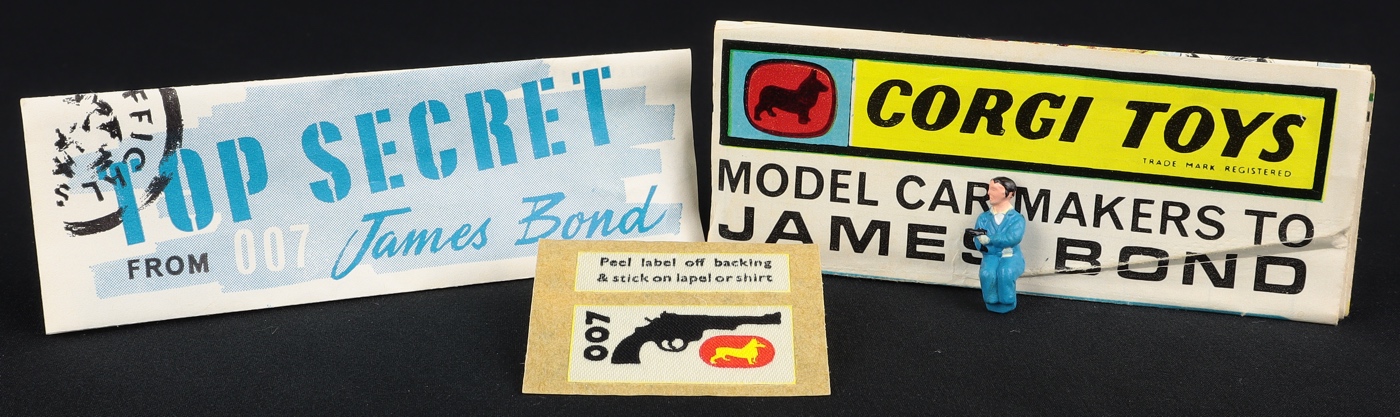 OFFICIALS
TOP SECRET
FROM 007 James Bond
CORGI TOYS
TRADE MARK REGISTERED
MODEL CAR MAKERS TO
JAMES BOND
Peel label off backing
& stick on lapel or shirt
007